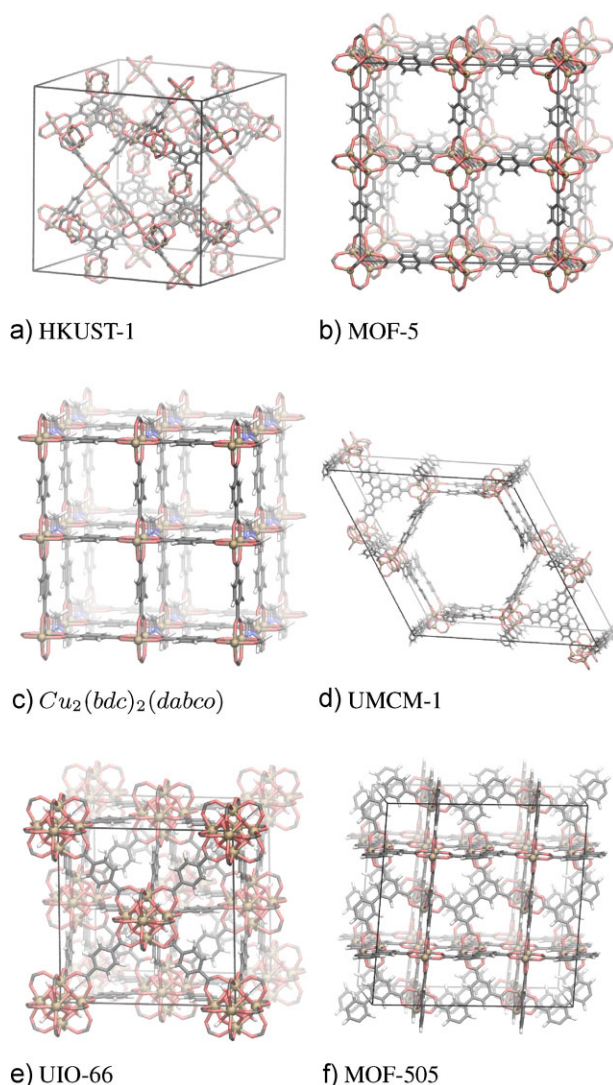 a) HKUST-1
b) MOF-5
c) Cu₂(bdc)₂(dabco)
d) UMCM-1
e) UIO-66
f) MOF-505